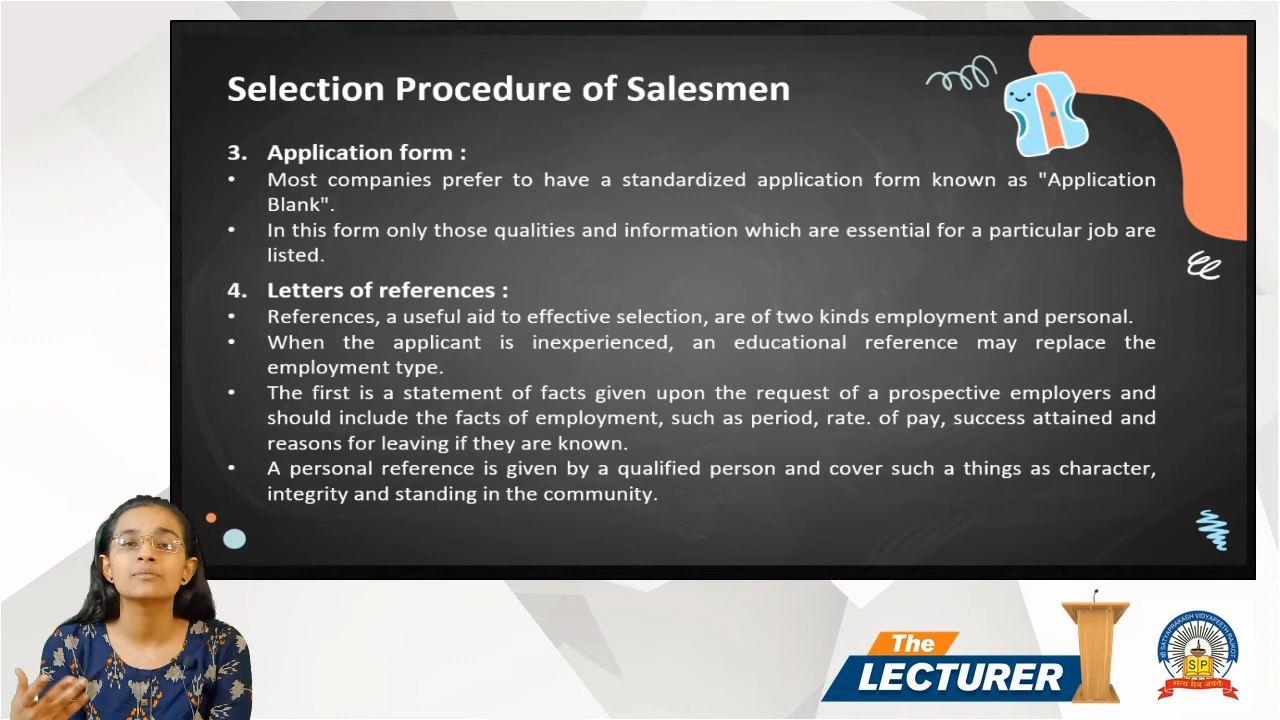 Selection Procedure of Salesmen
3. Application form :
• Most companies prefer to have a standardized application form known as "Application
Blank".
• In this form only those qualities and information which are essential for a particular job are
listed.
4. Letters of references :
• References, a useful aid to effective selection, are of two kinds employment and personal.
• When the applicant is inexperienced, an educational reference may replace the
employment type.
• The first is a statement of facts given upon the request of a prospective employers and
should include the facts of employment, such as period, rate. of pay, success attained and
reasons for leaving if they are known.
• A personal reference is given by a qualified person and cover such a things as character,
integrity and standing in the community.
The
LECTURER
SATYAPRAKASH VIDYAPEETH RAJKOT
S P
सत्य मेव जयते